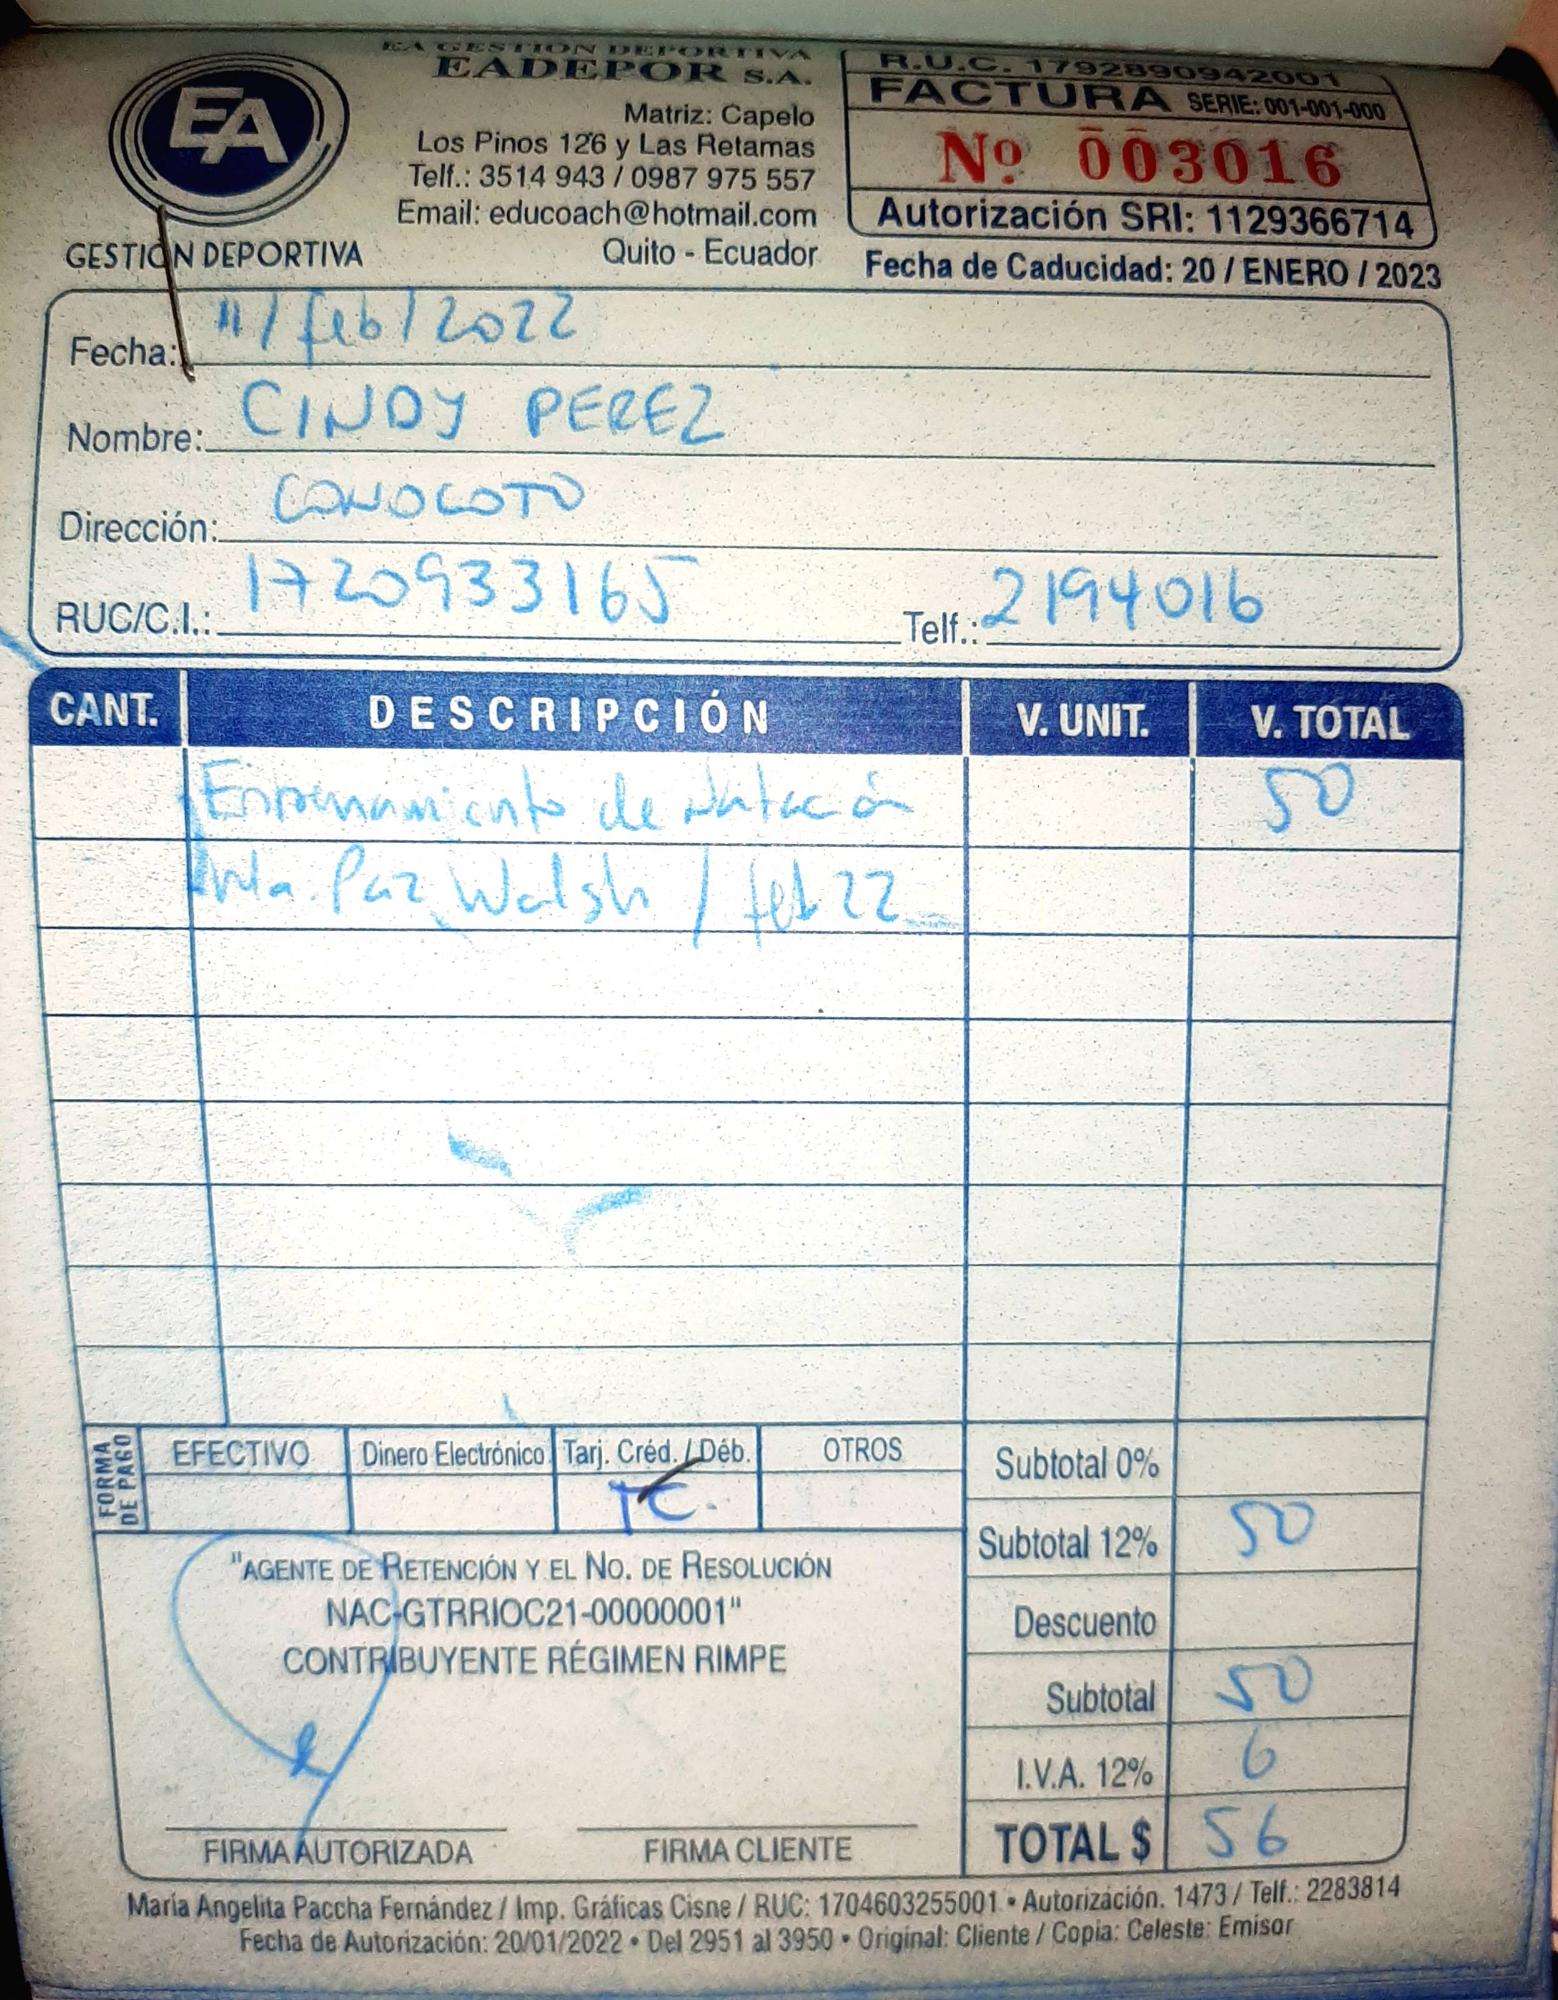 EA GESTIÓN DEPORTIVA
EADEPOR S.A.
EA
GESTIÓN DEPORTIVA
Matriz: Capelo
Los Pinos 126 y Las Retamas
Telf.: 3514 943 / 0987 975 557
Email: educoach@hotmail.com
Quito - Ecuador
R.U.C. 1792890942001
FACTURA SERIE: 001-001-000
Nº 003016
Autorización SRI: 1129366714
Fecha de Caducidad: 20 / ENERO / 2023
Fecha: 11/feb/2022
Nombre: CINDY PEREZ
Dirección: CONOCOTO
RUC/C.I.: 1720933165 Telf.: 2194016
CANT. DESCRIPCIÓN V. UNIT. V. TOTAL
Entrenamiento de Natación 50
Paz Walsh / feb 22
FORMA DE PAGO
EFECTIVO Dinero Electrónico Tarj. Créd. / Déb. OTROS
TC.
Subtotal 0%
Subtotal 12% 50
Descuento
Subtotal 50
I.V.A. 12% 6
TOTAL $ 56
"AGENTE DE RETENCIÓN Y EL NO. DE RESOLUCIÓN
NAC-GTRRIOC21-00000001"
CONTRIBUYENTE RÉGIMEN RIMPE
FIRMA AUTORIZADA FIRMA CLIENTE
María Angelita Paccha Fernández / Imp. Gráficas Cisne / RUC: 1704603255001 • Autorización. 1473 / Telf.: 2283814
Fecha de Autorización: 20/01/2022 • Del 2951 al 3950 • Original: Cliente / Copia: Celeste: Emisor